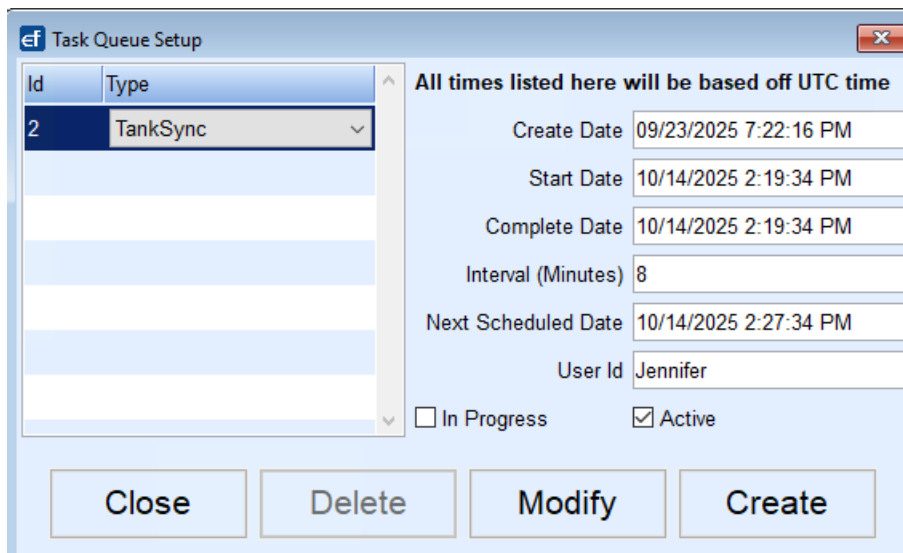 ef Task Queue Setup
Id Type
2 TankSync
All times listed here will be based off UTC time
Create Date 09/23/2025 7:22:16 PM
Start Date 10/14/2025 2:19:34 PM
Complete Date 10/14/2025 2:19:34 PM
Interval (Minutes) 8
Next Scheduled Date 10/14/2025 2:27:34 PM
User Id Jennifer
In Progress Active
Close Delete Modify Create